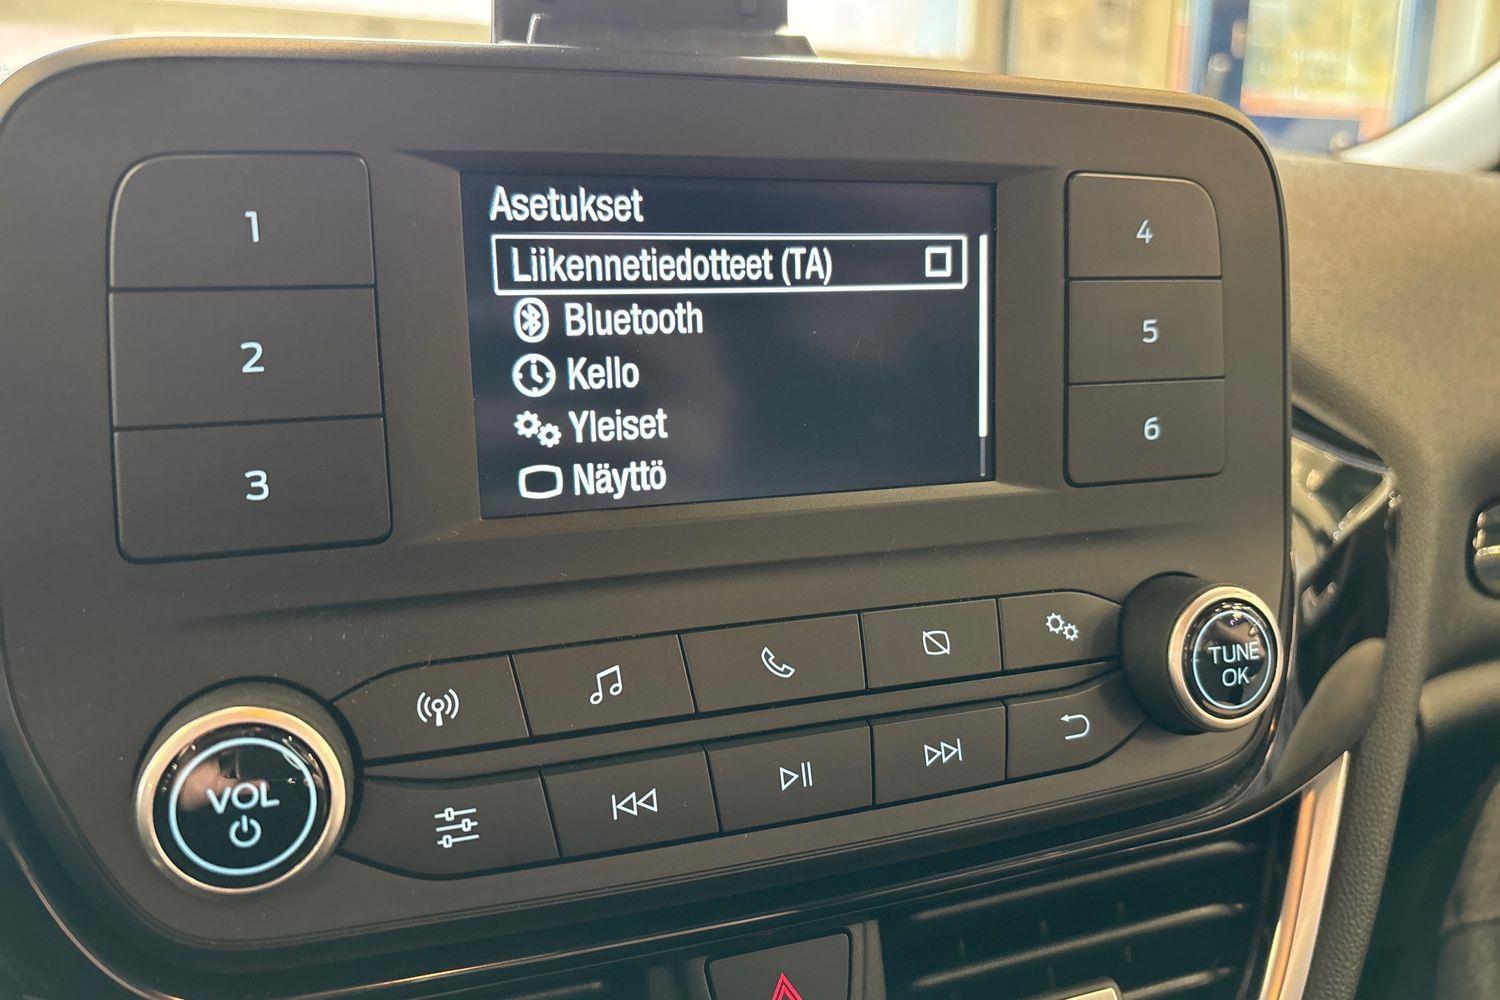 Asetukset
Liikennetiedotteet (TA)
Bluetooth
Kello
Yleiset
Näyttö
1
2
3
4
5
6
VOL
TUNE
OK